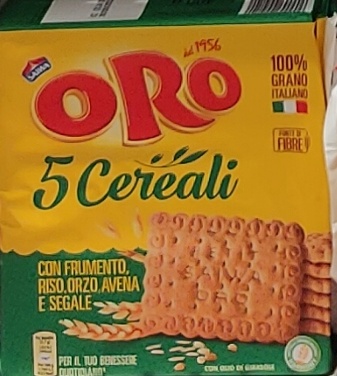 SAIWA
ORO
dal 1956
100%
GRANO
ITALIANO
FONTE DI
FIBRE
5 Cereali
ORO
SAIWA
ORO
CON FRUMENTO,
RISO, ORZO, AVENA
E SEGALE
PER IL TUO BENESSERE
QUOTIDIANO*
CON OLIO DI GIRASOLE